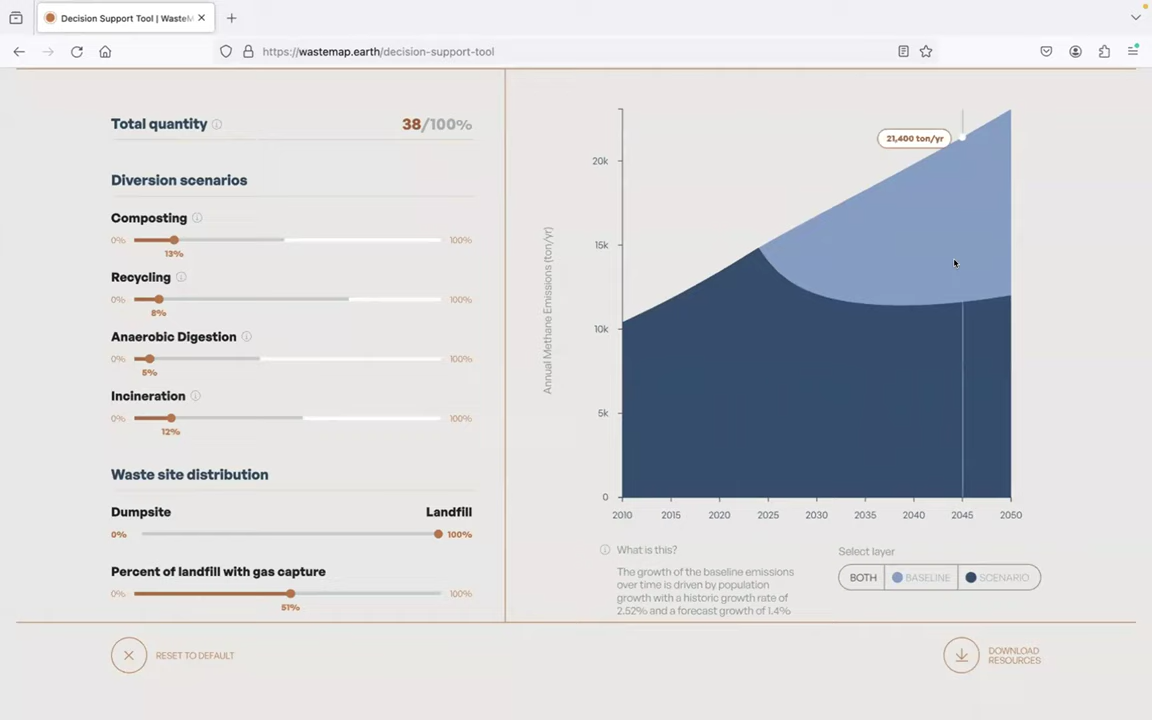 Decision Support Tool | WasteM
https://wastemap.earth/decision-support-tool
Total quantity
38/100%
Diversion scenarios
Composting
0%
100%
13%
Recycling
0%
100%
8%
Anaerobic Digestion
0%
100%
5%
Incineration
0%
100%
12%
Waste site distribution
Dumpsite
Landfill
0%
100%
Percent of landfill with gas capture
0%
100%
51%
RESET TO DEFAULT
21,400 ton/yr
Annual Methane Emissions (ton/yr)
20k
15k
10k
5k
0
2010
2015
2020
2025
2030
2035
2040
2045
2050
What is this?
The growth of the baseline emissions
over time is driven by population
growth with a historic growth rate of
2.52% and a forecast growth of 1.4%
Select layer
BOTH
BASELINE
SCENARIO
DOWNLOAD
RESOURCES